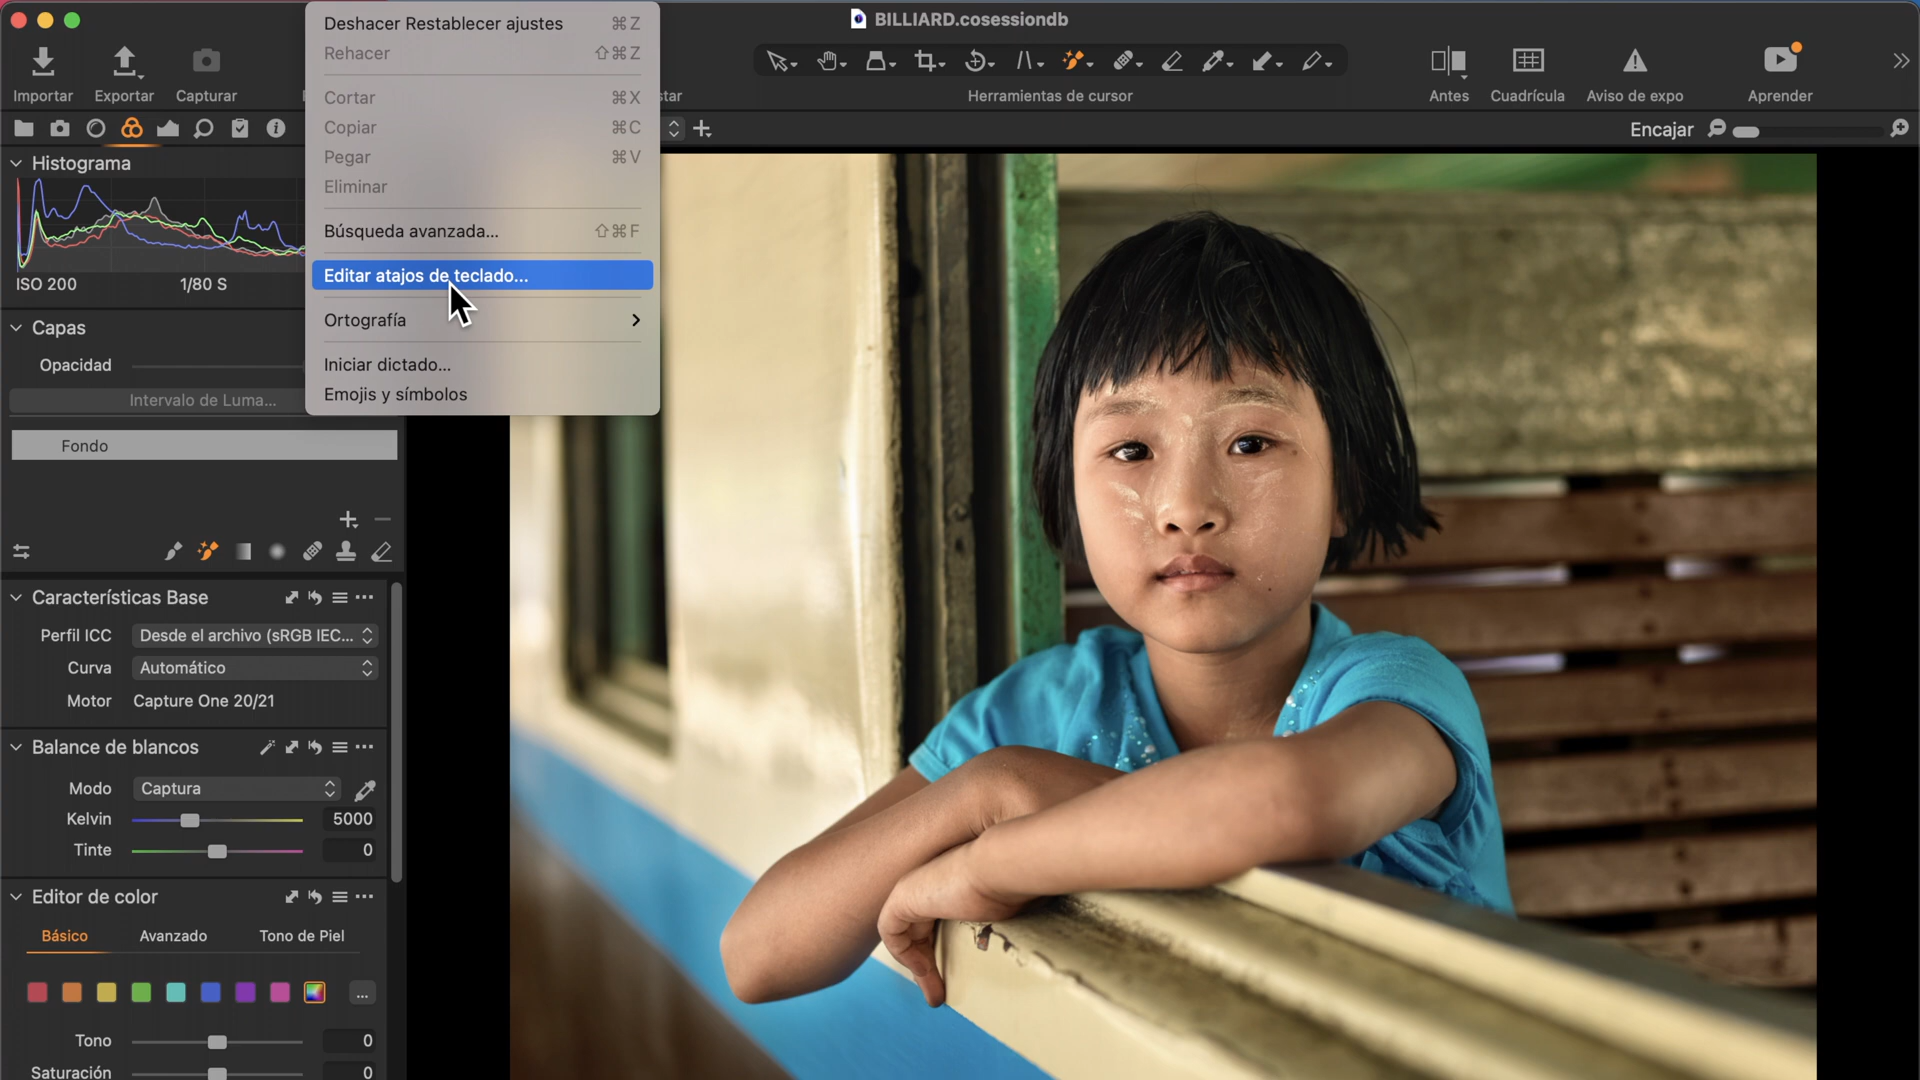 BILLIARD.cosessiondb
Importar
Exportar
Capturar
Herramientas de cursor
Antes
Cuadrícula
Aviso de expo
Aprender
Encajar
Deshacer Restablecer ajustes ⌘Z
Rehacer ⇧⌘Z
Cortar ⌘X
Copiar ⌘C
Pegar ⌘V
Eliminar
Búsqueda avanzada... ⇧⌘F
Editar atajos de teclado...
Ortografía
Iniciar dictado...
Emojis y símbolos
Histograma
ISO 200 1/80 S
Capas
Opacidad
Intervalo de Luma...
Fondo
Características Base
Perfil ICC Desde el archivo (sRGB IEC...
Curva Automático
Motor Capture One 20/21
Balance de blancos
Modo Captura
Kelvin 5000
Tinte 0
Editor de color
Básico Avanzado Tono de Piel
...
Tono 0
Saturación 0